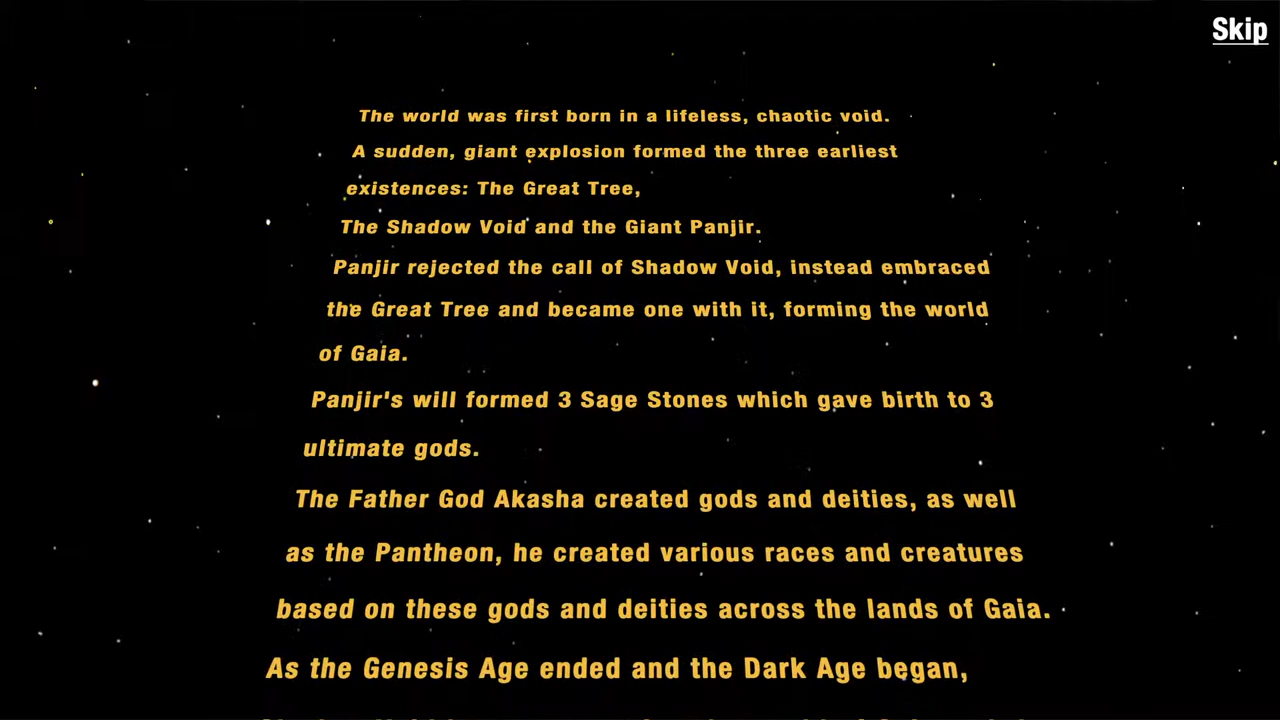 Skip
The world was first born in a lifeless, chaotic void.
A sudden, giant explosion formed the three earliest
existences: The Great Tree,
The Shadow Void and the Giant Panjir.
Panjir rejected the call of Shadow Void, instead embraced
the Great Tree and became one with it, forming the world
of Gaia.
Panjir's will formed 3 Sage Stones which gave birth to 3
ultimate gods.
The Father God Akasha created gods and deities, as well
as the Pantheon, he created various races and creatures
based on these gods and deities across the lands of Gaia.
As the Genesis Age ended and the Dark Age began,